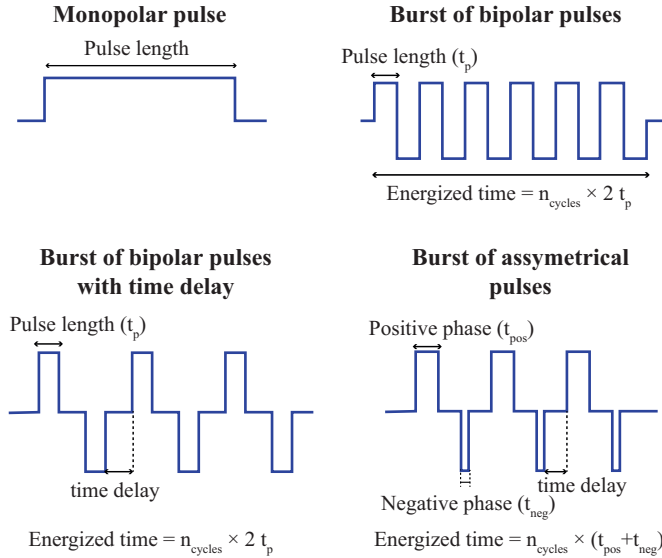 Monopolar pulse
Pulse length
Burst of bipolar pulses
Pulse length (tp)
Energized time = ncycles × 2 tp
Burst of bipolar pulses
with time delay
Pulse length (tp)
time delay
Energized time = ncycles × 2 tp
Burst of assymetrical
pulses
Positive phase (tpos)
time delay
Negative phase (tneg)
Energized time = ncycles × (tpos+tneg)